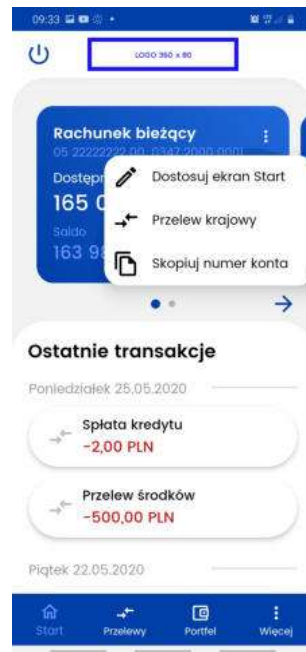 09:33
LOGO 360 x 80
Rachunek bieżący
05 22222222 00 0347 2000 0001
Dostępn
165 0
Saldo
163 98
Dostosuj ekran Start
Przelew krajowy
Skopiuj numer konta
Ostatnie transakcje
Poniedziałek 25.05.2020
Spłata kredytu
-2,00 PLN
Przelew środków
-500,00 PLN
Piątek 22.05.2020
Start Przelewy Portfel Więcej